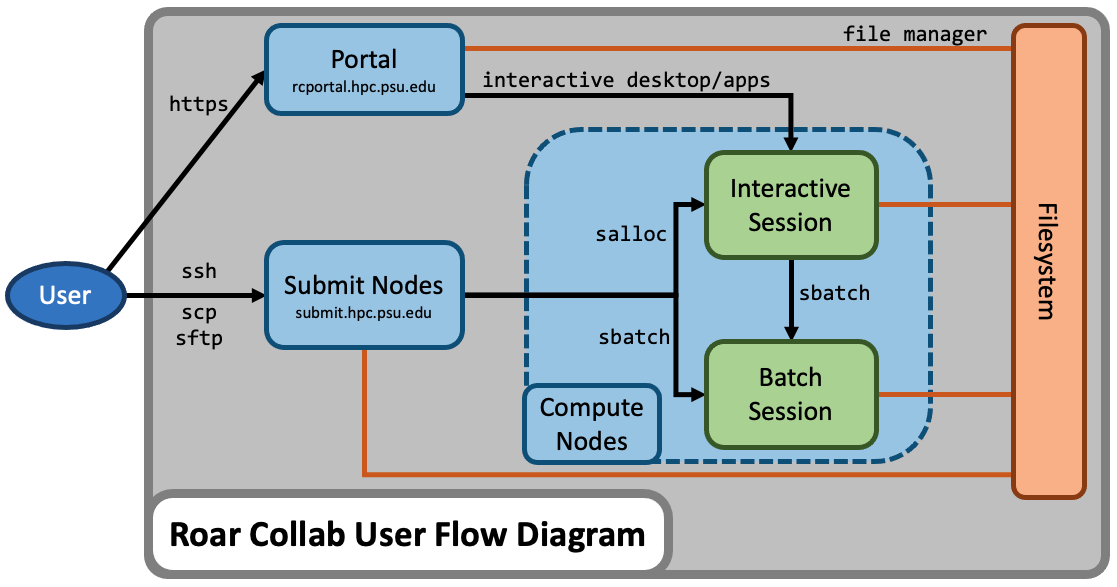 file manager
Portal
rcportal.hpc.psu.edu
interactive desktop/apps
https
Interactive
Session
salloc
Filesystem
ssh
Submit Nodes
submit.hpc.psu.edu
User
sbatch
scp
sftp
sbatch
Batch
Session
Compute
Nodes
Roar Collab User Flow Diagram